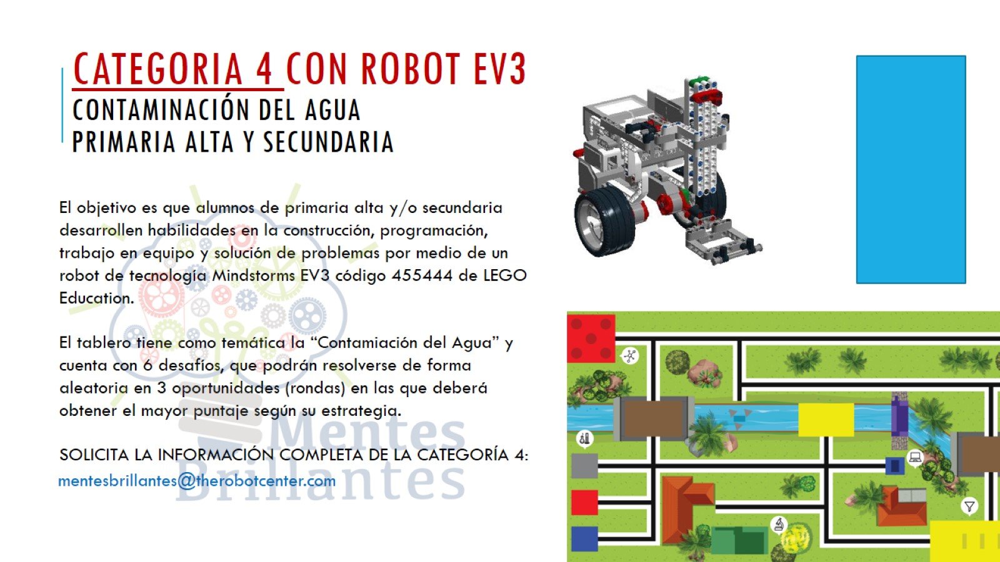 CATEGORIA 4 CON ROBOT EV3
CONTAMINACIÓN DEL AGUA
PRIMARIA ALTA Y SECUNDARIA
El objetivo es que alumnos de primaria alta y/o secundaria
desarrollen habilidades en la construcción, programación,
trabajo en equipo y solución de problemas por medio de un
robot de tecnología Mindstorms EV3 código 455444 de LEGO
Education.
El tablero tiene como temática la “Contamiación del Agua” y
cuenta con 6 desafíos, que podrán resolverse de forma
aleatoria en 3 oportunidades (rondas) en las que deberá
obtener el mayor puntaje según su estrategia.
SOLICITA LA INFORMACIÓN COMPLETA DE LA CATEGORÍA 4:
mentesbrillantes@therobotcenter.com
Mentes
Brillantes